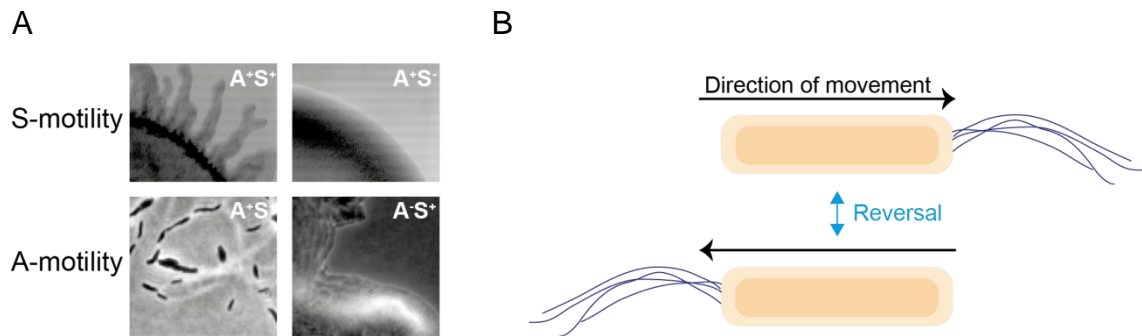 A
B
A⁺S⁺
A⁺S⁻
S-motility
A⁺S⁺
A⁻S⁺
A-motility
Direction of movement
Reversal